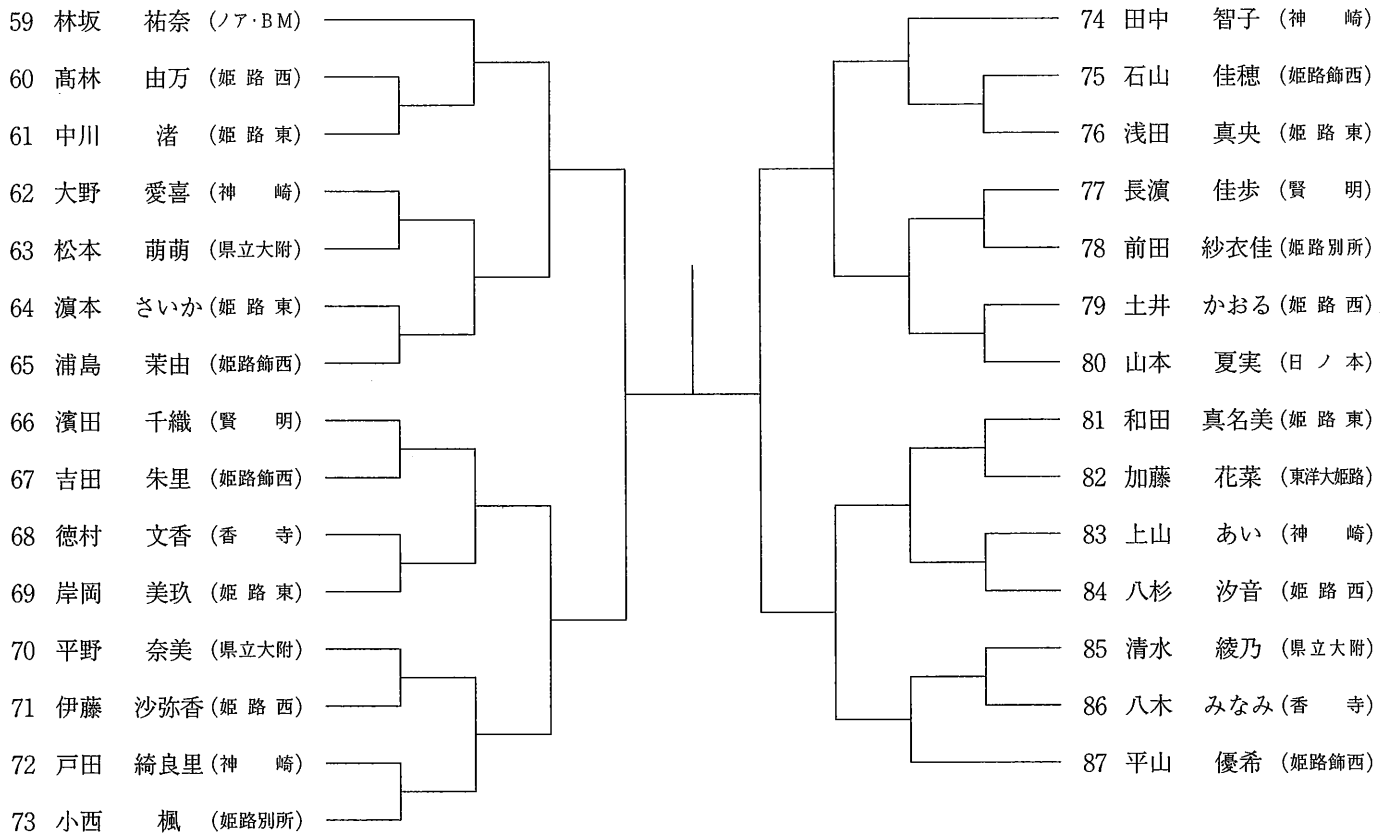 59 林坂 祐奈 (ノア・BM)
60 髙林 由万 (姫路西)
61 中川 渚 (姫路東)
62 大野 愛喜 (神崎)
63 松本 萌萌 (県立大附)
64 濵本 さいか (姫路東)
65 浦島 茉由 (姫路飾西)
66 濱田 千織 (賢明)
67 吉田 朱里 (姫路飾西)
68 徳村 文香 (香寺)
69 岸岡 美玖 (姫路東)
70 平野 奈美 (県立大附)
71 伊藤 沙弥香 (姫路西)
72 戸田 綺良里 (神崎)
73 小西 楓 (姫路別所)
74 田中 智子 (神崎)
75 石山 佳穂 (姫路飾西)
76 浅田 真央 (姫路東)
77 長濵 佳歩 (賢明)
78 前田 紗衣佳 (姫路別所)
79 土井 かおる (姫路西)
80 山本 夏実 (日ノ本)
81 和田 真名美 (姫路東)
82 加藤 花菜 (東洋大姫路)
83 上山 あい (神崎)
84 八杉 汐音 (姫路西)
85 清水 綾乃 (県立大附)
86 八木 みなみ (香寺)
87 平山 優希 (姫路飾西)